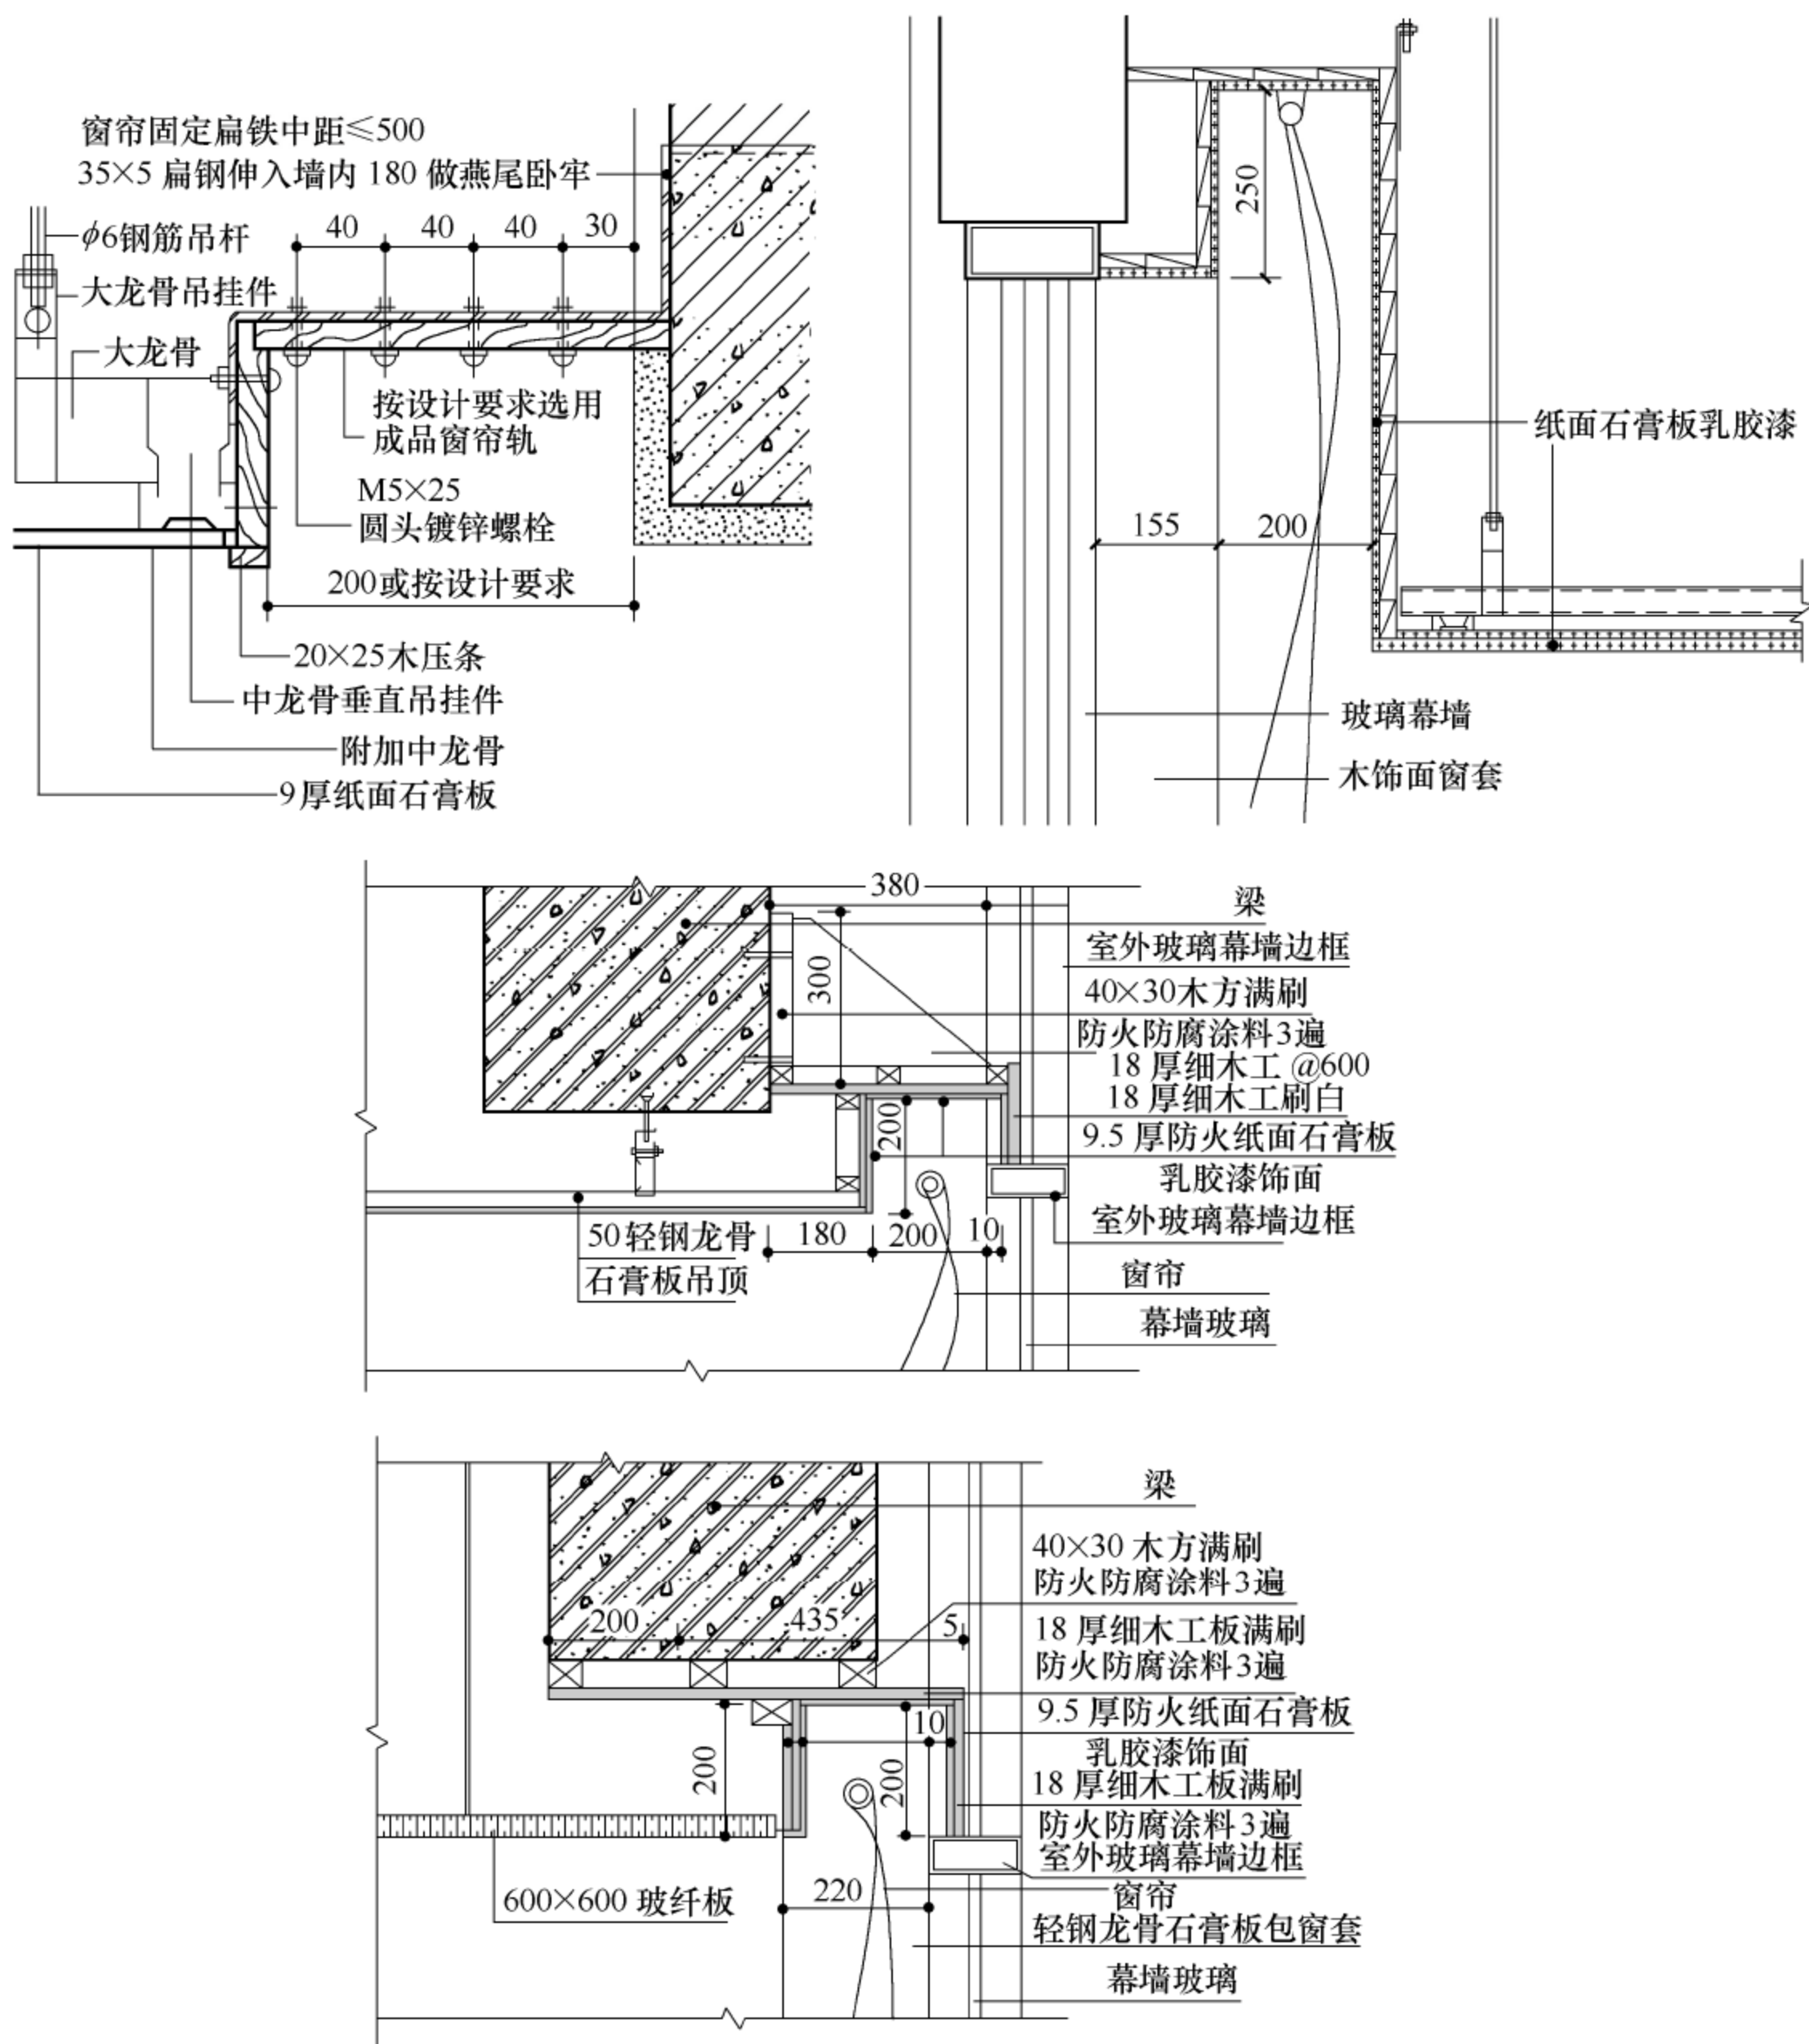 窗帘固定扁铁中距≤500
35×5 扁钢伸入墙内 180 做燕尾卧牢
40 40 40 30
ϕ6钢筋吊杆
大龙骨吊挂件
大龙骨
按设计要求选用
成品窗帘轨
M5×25
圆头镀锌螺栓
200或按设计要求
20×25木压条
中龙骨垂直吊挂件
附加中龙骨
9厚纸面石膏板
250
纸面石膏板乳胶漆
155 200
玻璃幕墙
木饰面窗套
380
梁
室外玻璃幕墙边框
300
40×30木方满刷
防火防腐涂料3遍
18 厚细木工 @600
18 厚细木工刷白
200
9.5 厚防火纸面石膏板
乳胶漆饰面
室外玻璃幕墙边框
50轻钢龙骨
石膏板吊顶
180 200 10
窗帘
幕墙玻璃
梁
40×30 木方满刷
防火防腐涂料3遍
200 435 5
18 厚细木工板满刷
防火防腐涂料3遍
9.5 厚防火纸面石膏板
10
乳胶漆饰面
200
200
18 厚细木工板满刷
防火防腐涂料3遍
室外玻璃幕墙边框
600×600 玻纤板
220
窗帘
轻钢龙骨石膏板包窗套
幕墙玻璃